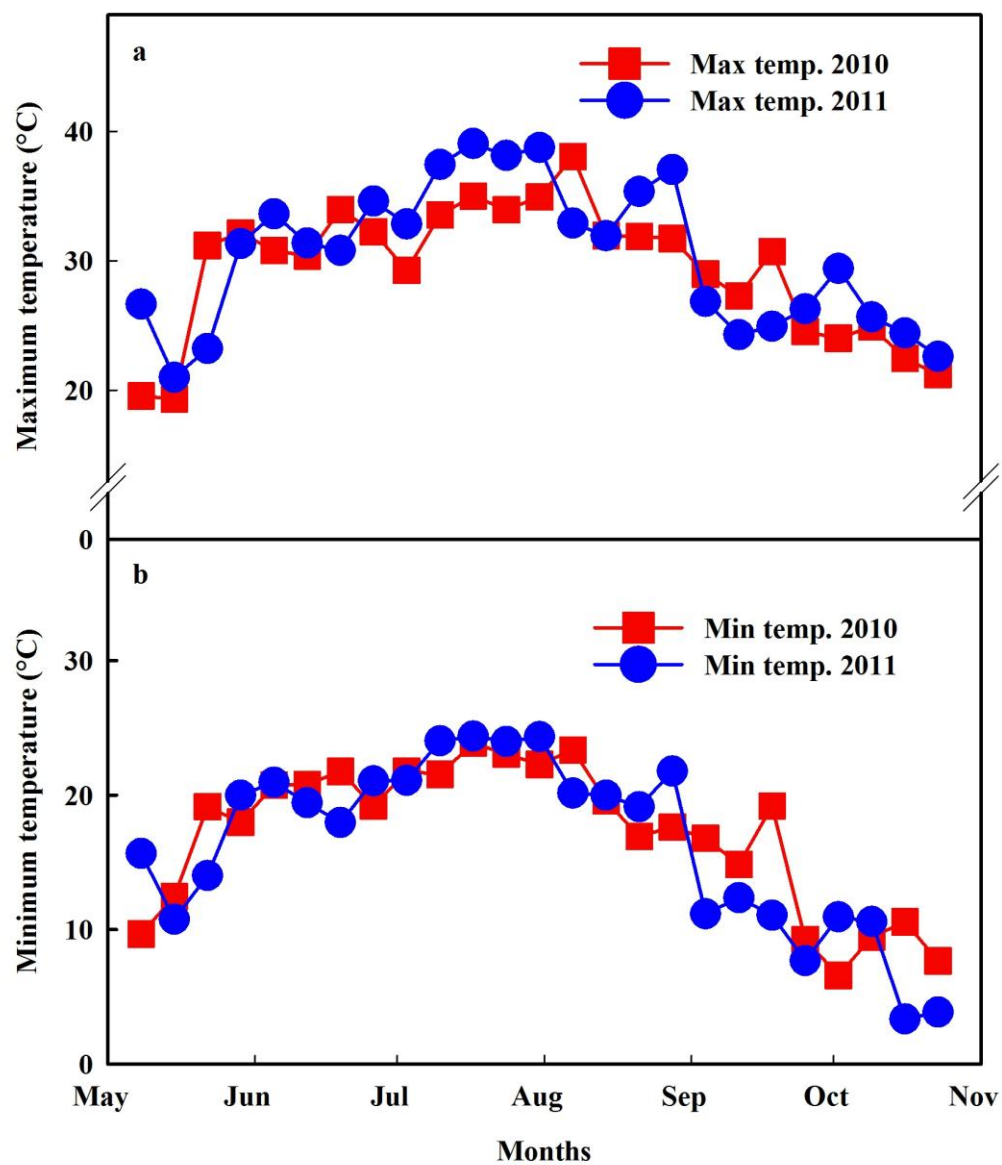 a
Max temp. 2010
Max temp. 2011
Maximum temperature (°C)
40
30
20
0
b
Min temp. 2010
Min temp. 2011
Minimum temperature (°C)
30
20
10
0
May Jun Jul Aug Sep Oct Nov
Months